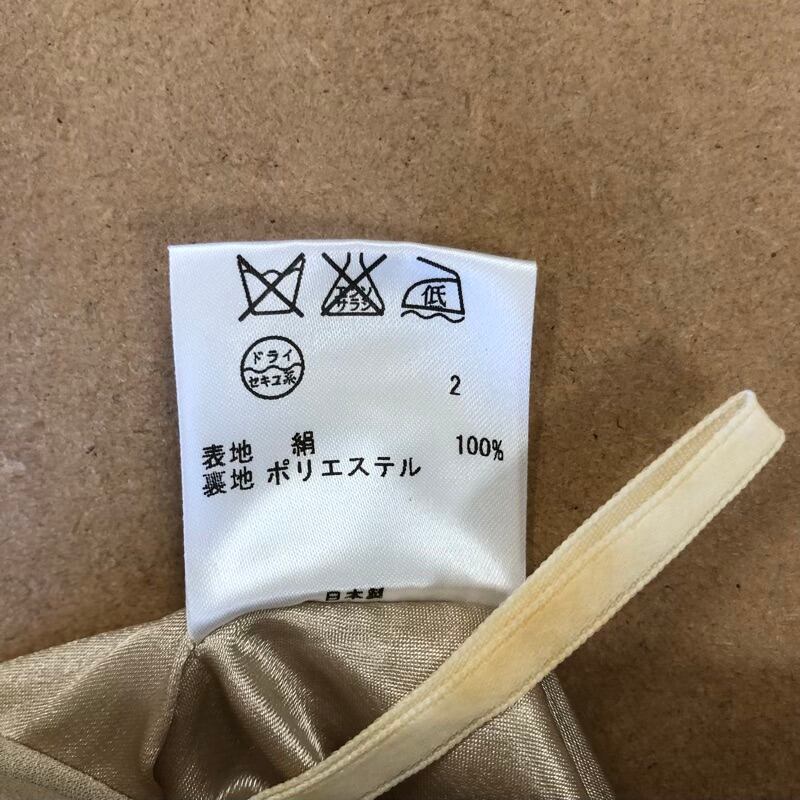 エンソ
サラシ
低
ドライ
セキユ系
2
表地 絹 100%
裏地 ポリエステル
日本製